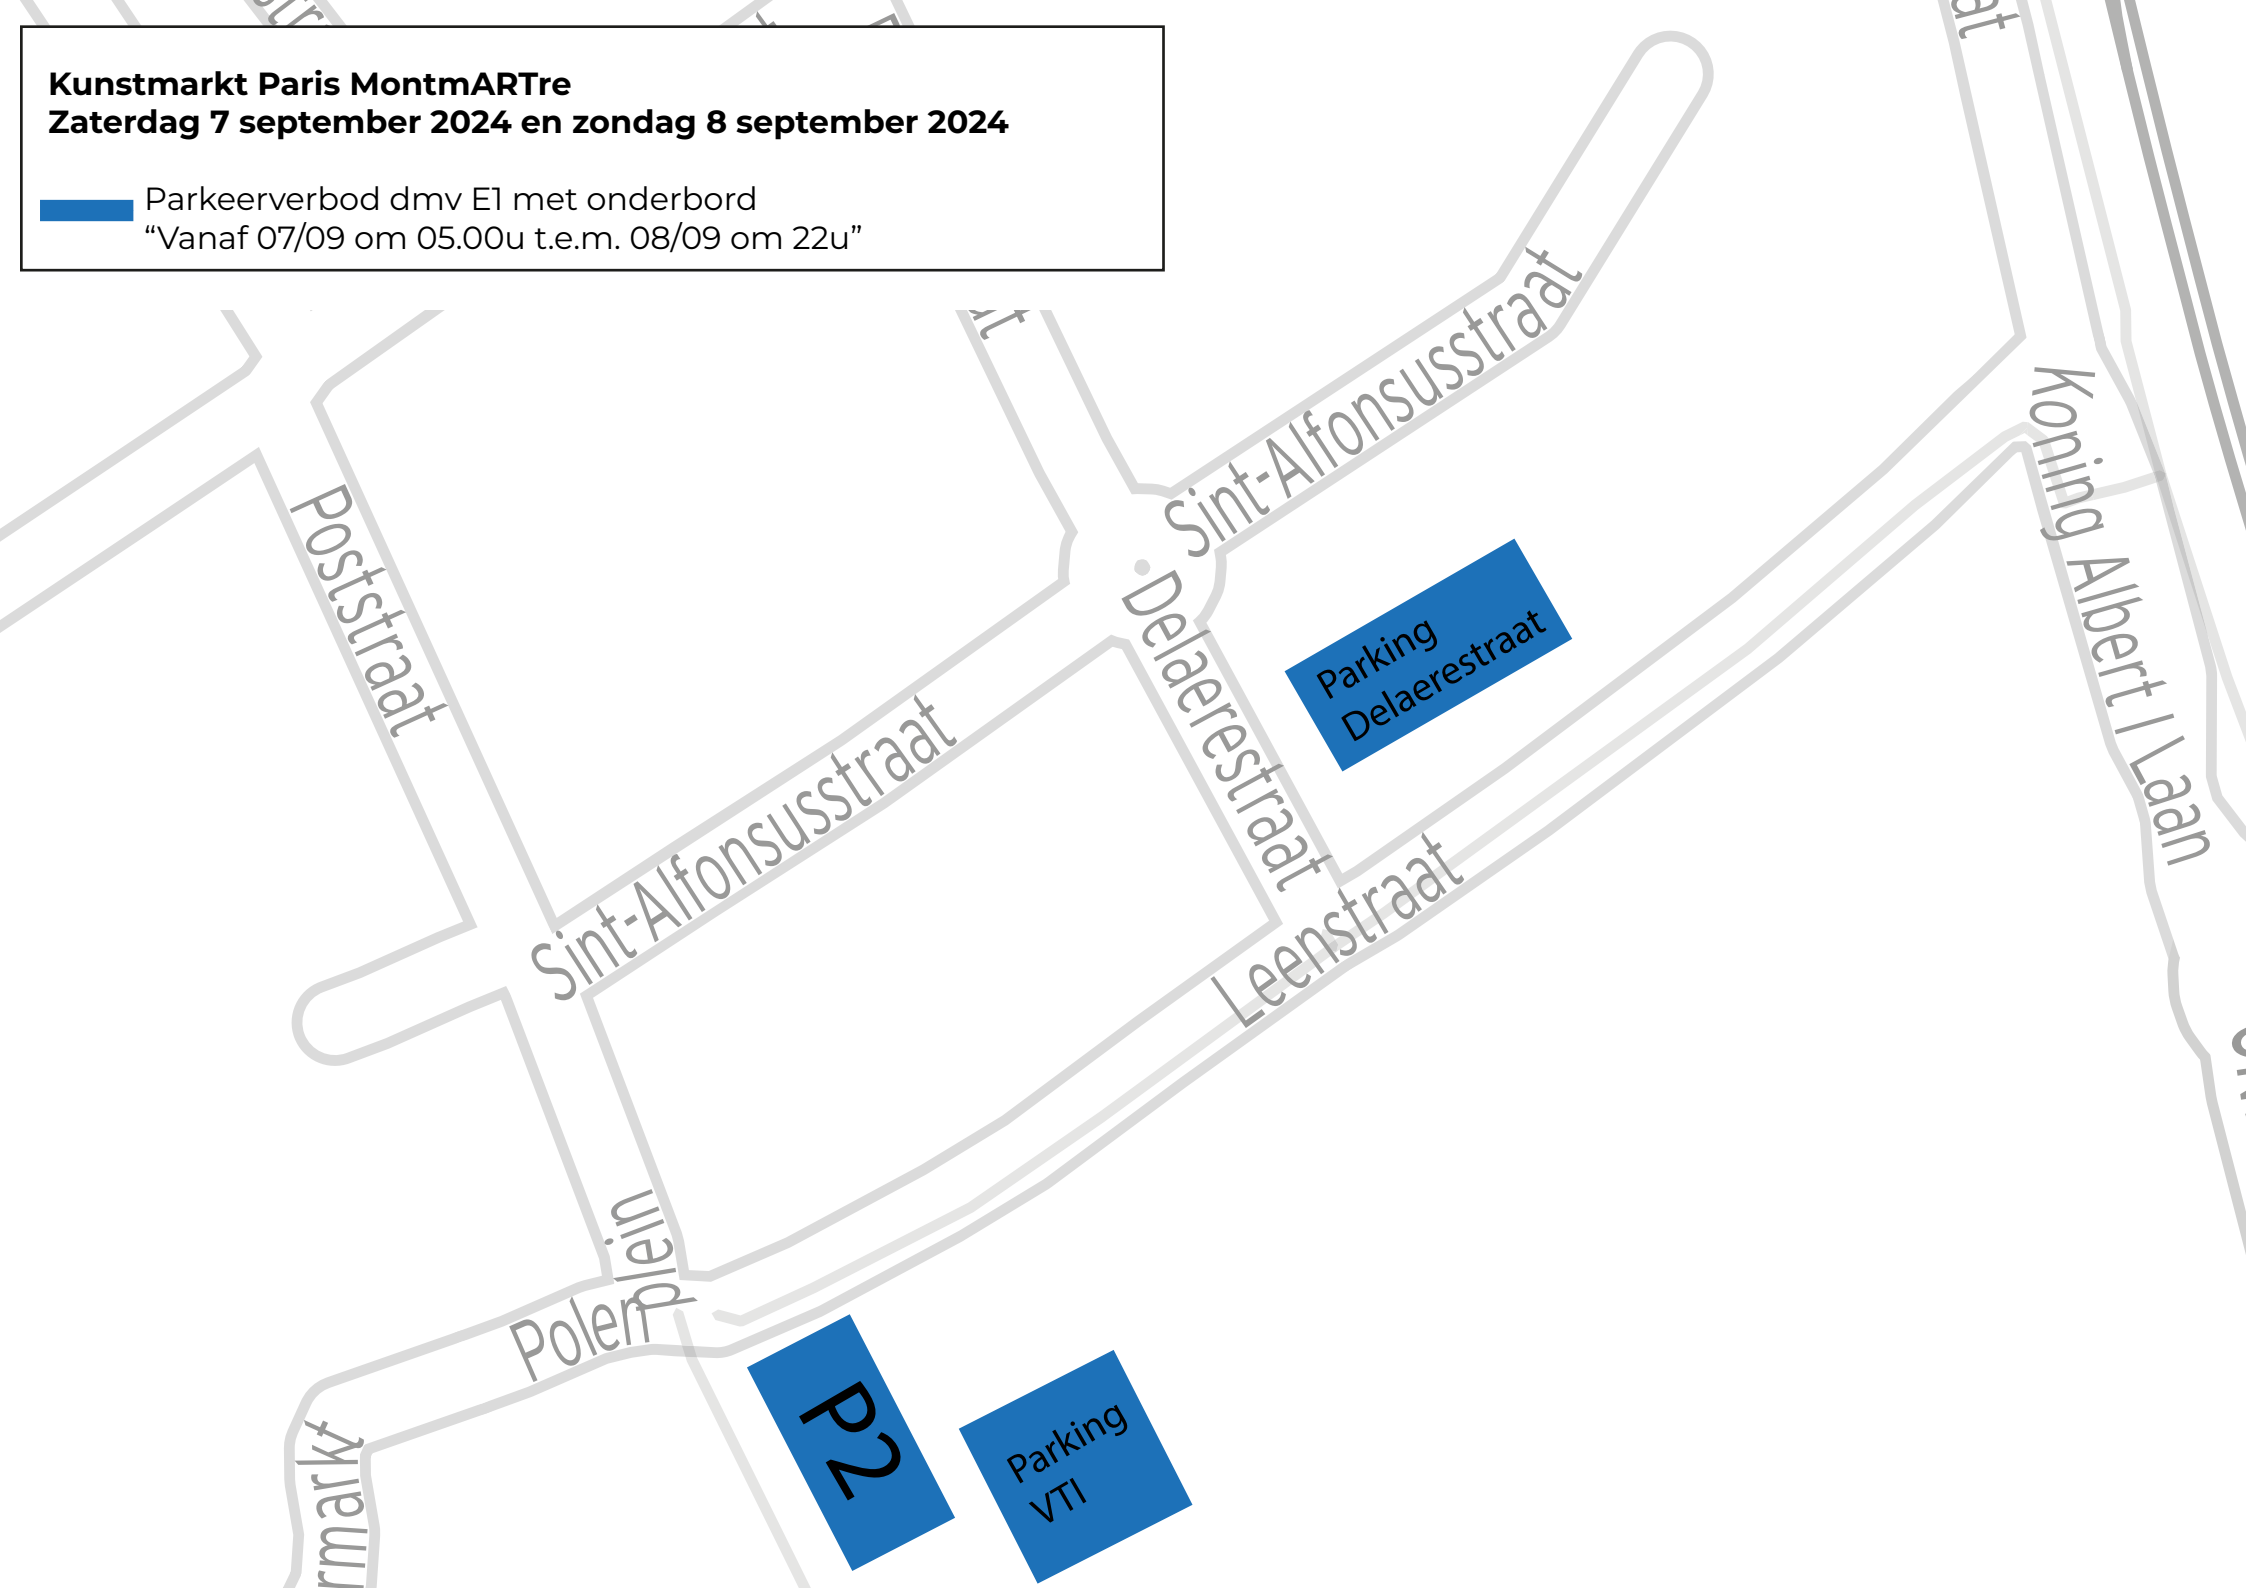 Kunstmarkt Paris MontmARTre
Zaterdag 7 september 2024 en zondag 8 september 2024
Parkeerverbod dmv E1 met onderbord
“Vanaf 07/09 om 05.00u t.e.m. 08/09 om 22u”
Sint-Alfonsusstraat
Koning Albert I Laan
Poststraat
Delaerestraat
Parking
Delaerestraat
Sint-Alfonsusstraat
Leenstraat
Polenplein
P2
Parking
VTI